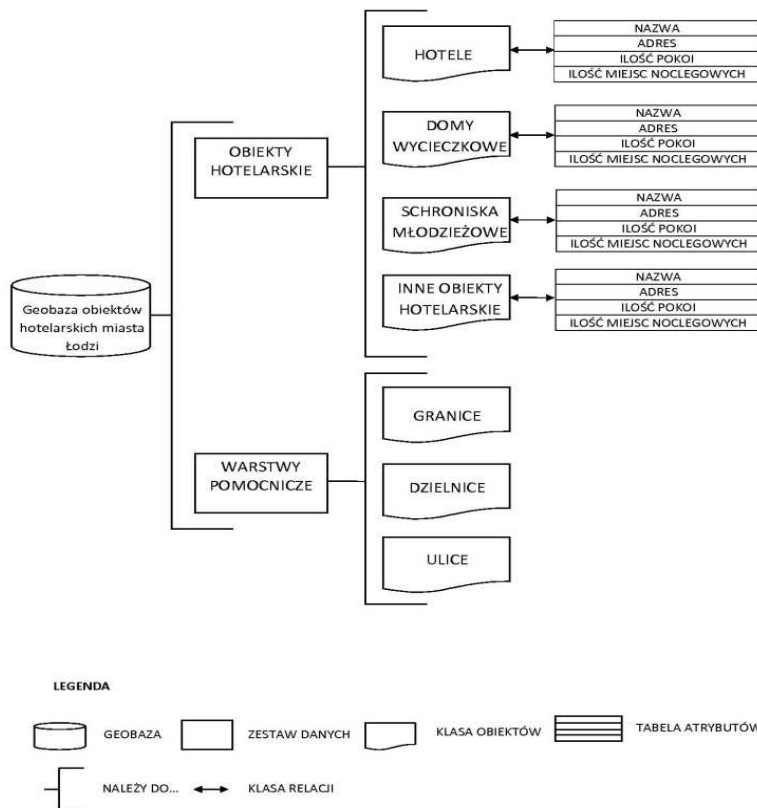 HOTELE
NAZWA
ADRES
ILOŚĆ POKOI
ILOŚĆ MIEJSC NOCLEGOWYCH
OBIEKTY
HOTELARSKIE
DOMY
WYCIECZKOWE
NAZWA
ADRES
ILOŚĆ POKOI
ILOŚĆ MIEJSC NOCLEGOWYCH
SCHRONISKA
MŁODZIEŻOWE
NAZWA
ADRES
ILOŚĆ POKOI
ILOŚĆ MIEJSC NOCLEGOWYCH
Geobaza obiektów
hotelarskich miasta
Łodzi
INNE OBIEKTY
HOTELARSKIE
NAZWA
ADRES
ILOŚĆ POKOI
ILOŚĆ MIEJSC NOCLEGOWYCH
WARSTWY
POMOCNICZE
GRANICE
DZIELNICE
ULICE
LEGENDA
GEOBAZA
ZESTAW DANYCH
KLASA OBIEKTÓW
TABELA ATRYBUTÓW
NALEŻY DO...
KLASA RELACJI